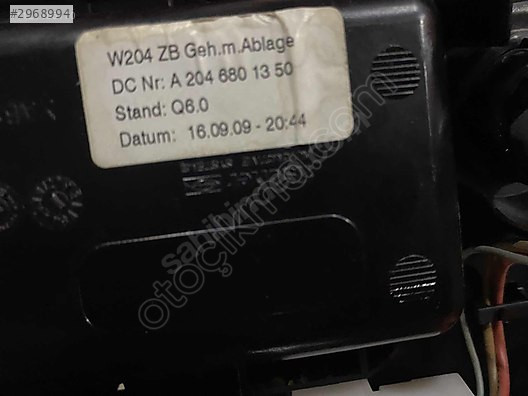 #2968994
W204 ZB Geh.m.Ablage
DC Nr: A 204 680 13 50
Stand: Q6.0
Datum: 16.09.09 - 20:44
sahibinden.com
otoçıkmotor.com